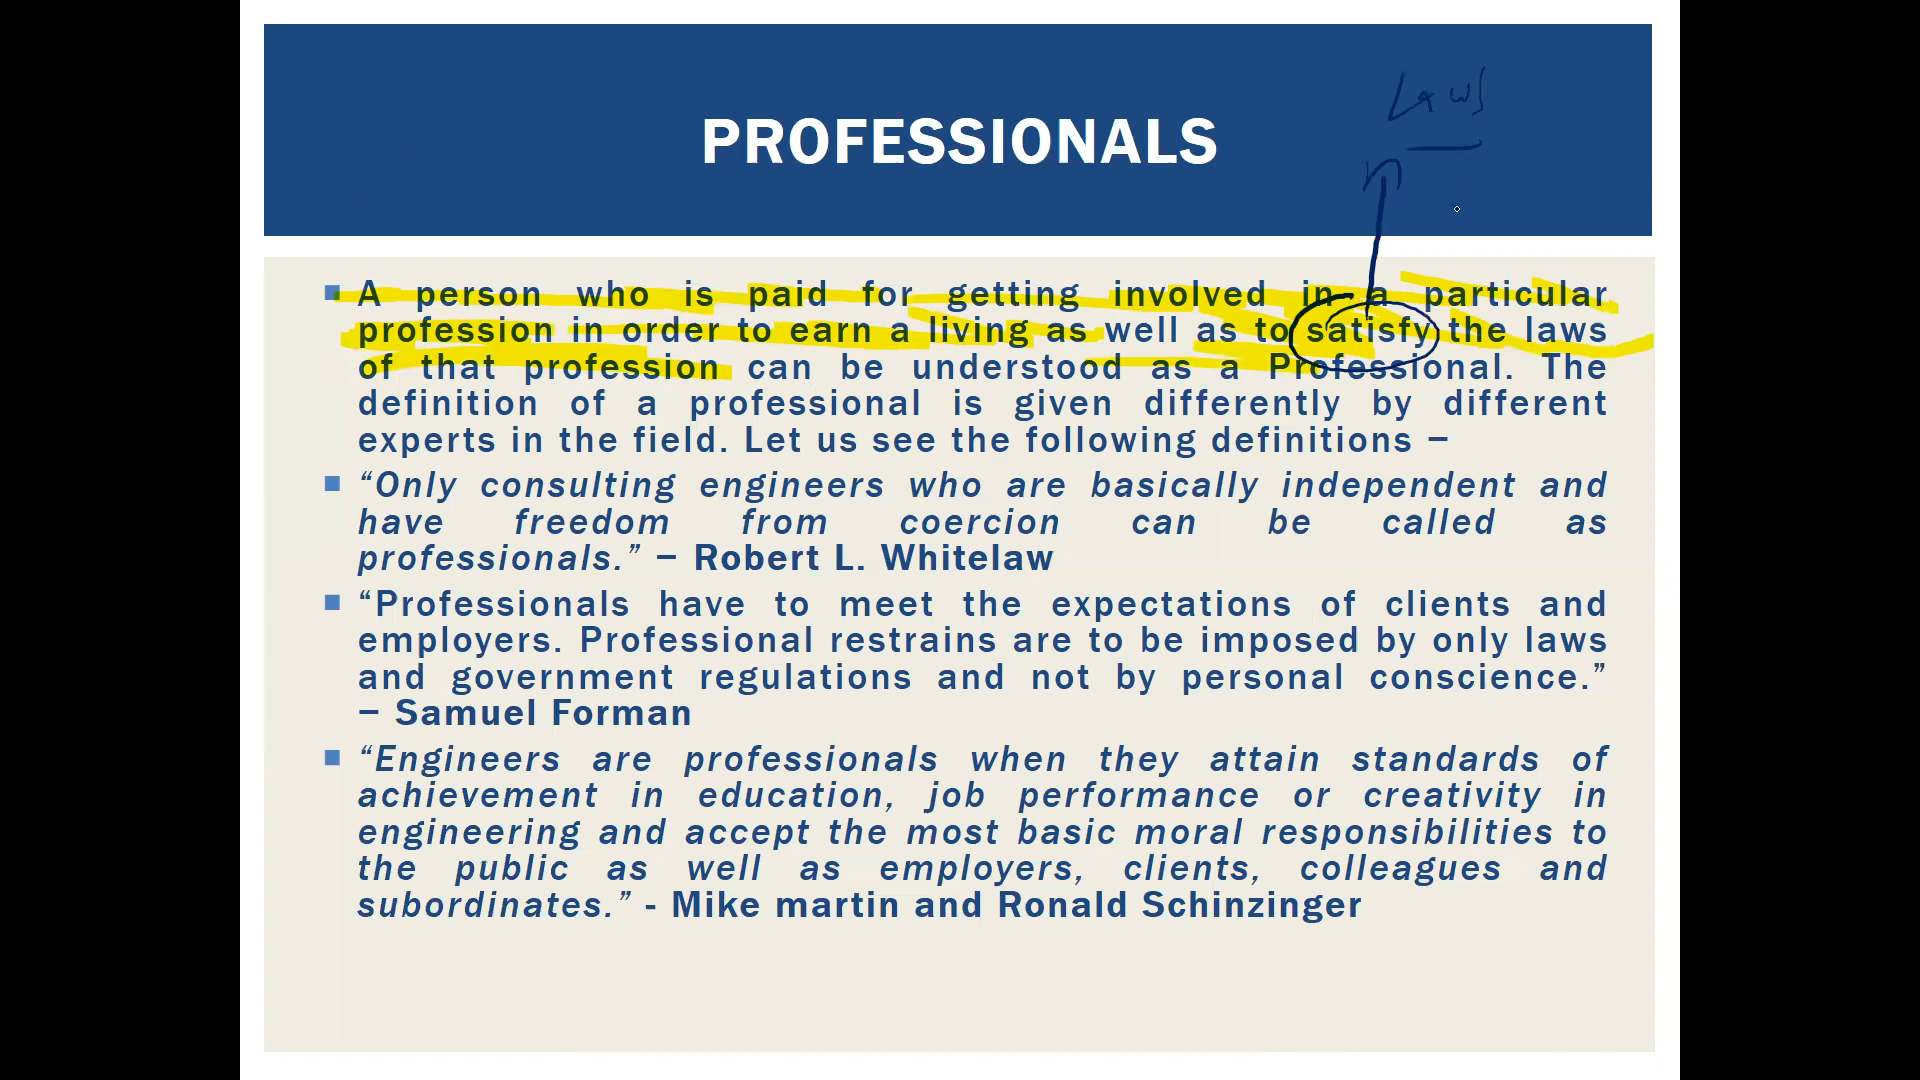 Laws
PROFESSIONALS
A person who is paid for getting involved in a particular
profession in order to earn a living as well as to satisfy the laws
of that profession can be understood as a Professional. The
definition of a professional is given differently by different
experts in the field. Let us see the following definitions –
“Only consulting engineers who are basically independent and
have freedom from coercion can be called as
professionals.” – Robert L. Whitelaw
“Professionals have to meet the expectations of clients and
employers. Professional restrains are to be imposed by only laws
and government regulations and not by personal conscience.”
– Samuel Forman
“Engineers are professionals when they attain standards of
achievement in education, job performance or creativity in
engineering and accept the most basic moral responsibilities to
the public as well as employers, clients, colleagues and
subordinates.” - Mike martin and Ronald Schinzinger